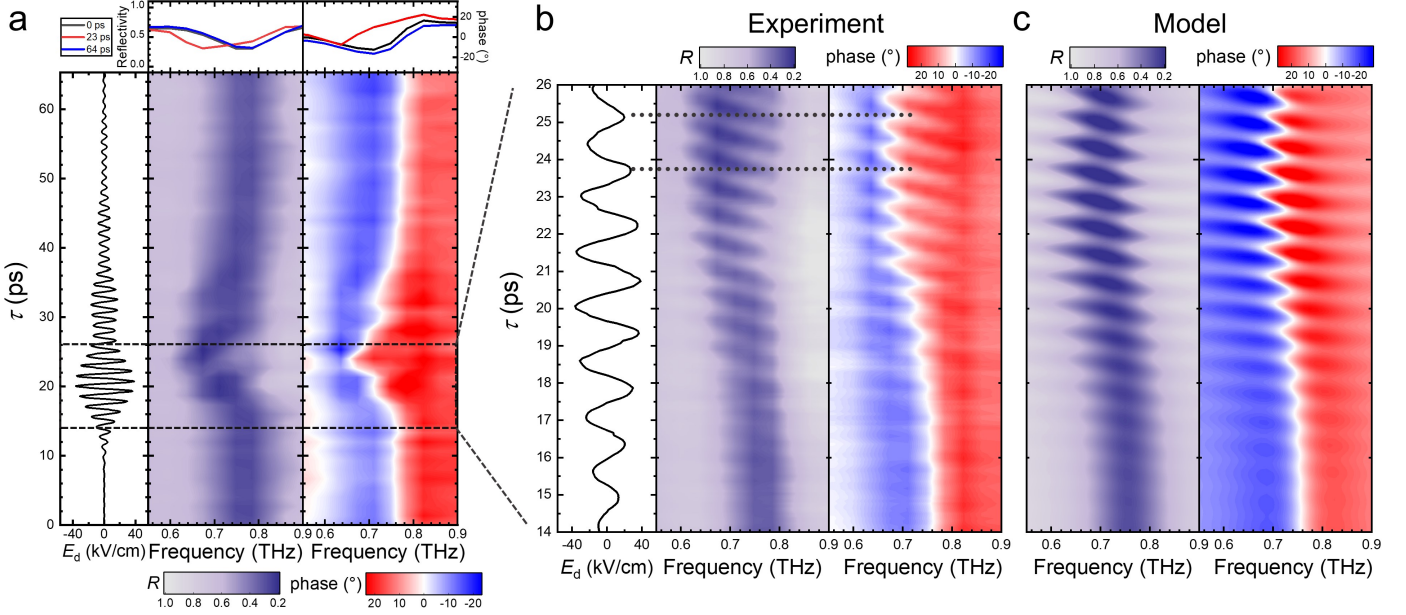 a
0 ps
23 ps
64 ps
Reflectivity
1.0
0.5
0.0
phase (°)
20
0
-20
τ (ps)
60
50
40
30
20
10
0
-40 0 40
0.6 0.7 0.8 0.9
0.6 0.7 0.8 0.9
Ed (kV/cm) Frequency (THz) Frequency (THz)
R
1.0 0.8 0.6 0.4 0.2
phase (°)
20 10 0 -10 -20
b
Experiment
R
1.0 0.8 0.6 0.4 0.2
phase (°)
20 10 0 -10-20
τ (ps)
26
25
24
23
22
21
20
19
18
17
16
15
14
-40 0 40
0.6 0.7 0.8 0.9
0.6 0.7 0.8 0.9
Ed (kV/cm) Frequency (THz) Frequency (THz)
c
Model
R
1.0 0.8 0.6 0.4 0.2
phase (°)
20 10 0 -10-20
0.6 0.7 0.8 0.9
0.6 0.7 0.8 0.9
Frequency (THz) Frequency (THz)